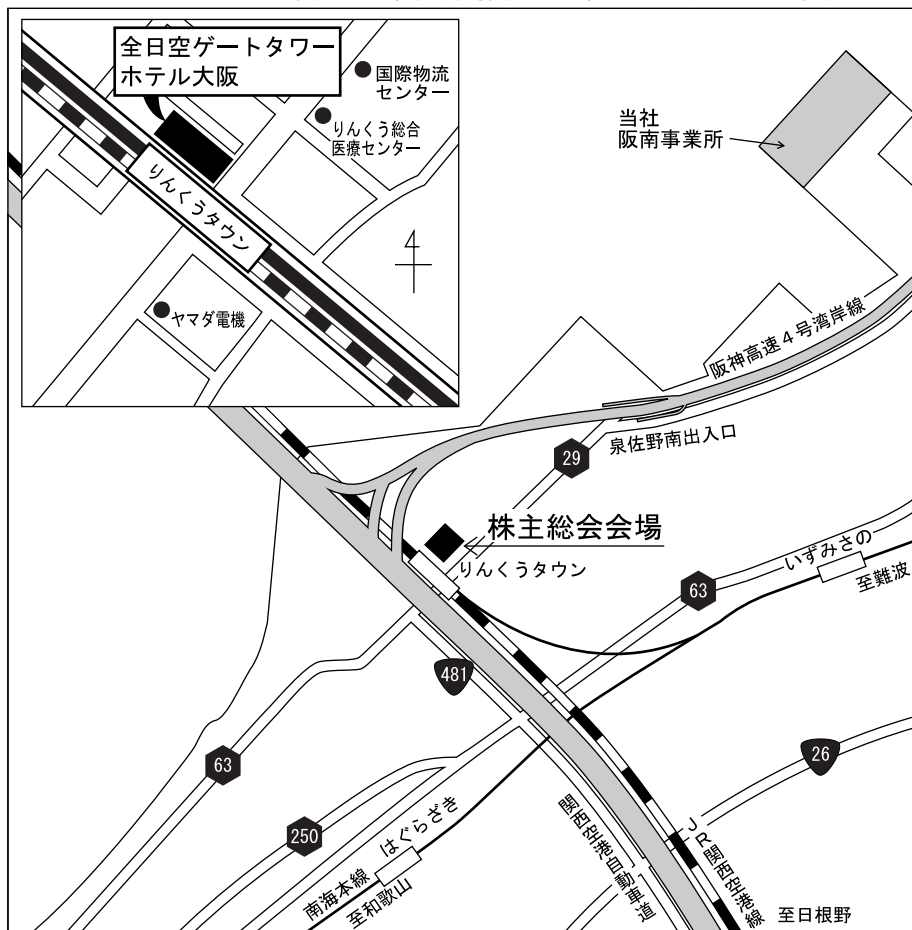 全日空ゲートタワー
ホテル大阪
国際物流
センター
りんくう総合
医療センター
りんくうタウン
ヤマダ電機
当社
阪南事業所
阪神高速4号湾岸線
泉佐野南出入口
29
株主総会会場
りんくうタウン
いずみさの
至難波
63
481
63
26
250
はぐらざき
南海本線
至和歌山
関西空港自動車道
JR関西空港線
至日根野